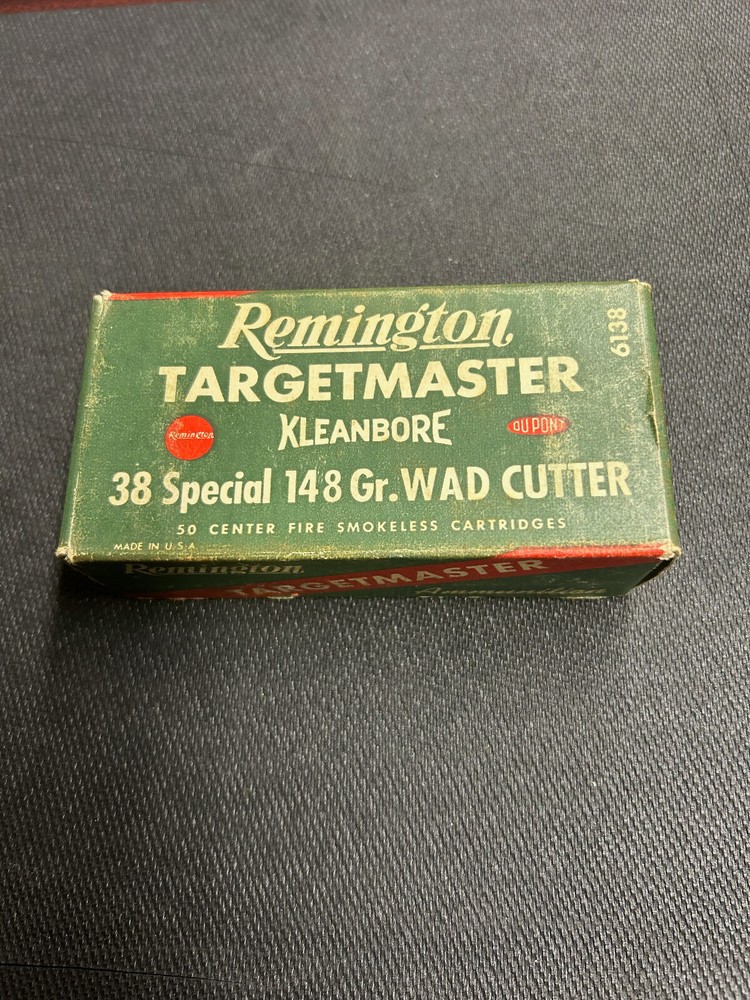 Remington
6138
TARGETMASTER
KLEANBORE
Remington
DU PONT
38 Special 148 Gr. WAD CUTTER
50 CENTER FIRE SMOKELESS CARTRIDGES
MADE IN U.S.A.
Remington
TARGETMASTER
Ammunition